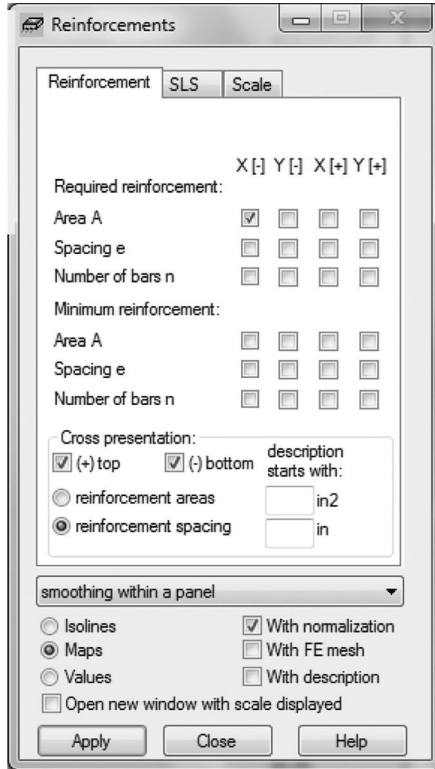 Reinforcements
Reinforcement SLS Scale
X [-] Y [-] X [+] Y [+]
Required reinforcement:
Area A
Spacing e
Number of bars n
Minimum reinforcement:
Area A
Spacing e
Number of bars n
Cross presentation:
(+) top (-) bottom description starts with:
reinforcement areas in2
reinforcement spacing in
smoothing within a panel
Isolines With normalization
Maps With FE mesh
Values With description
Open new window with scale displayed
Apply Close Help